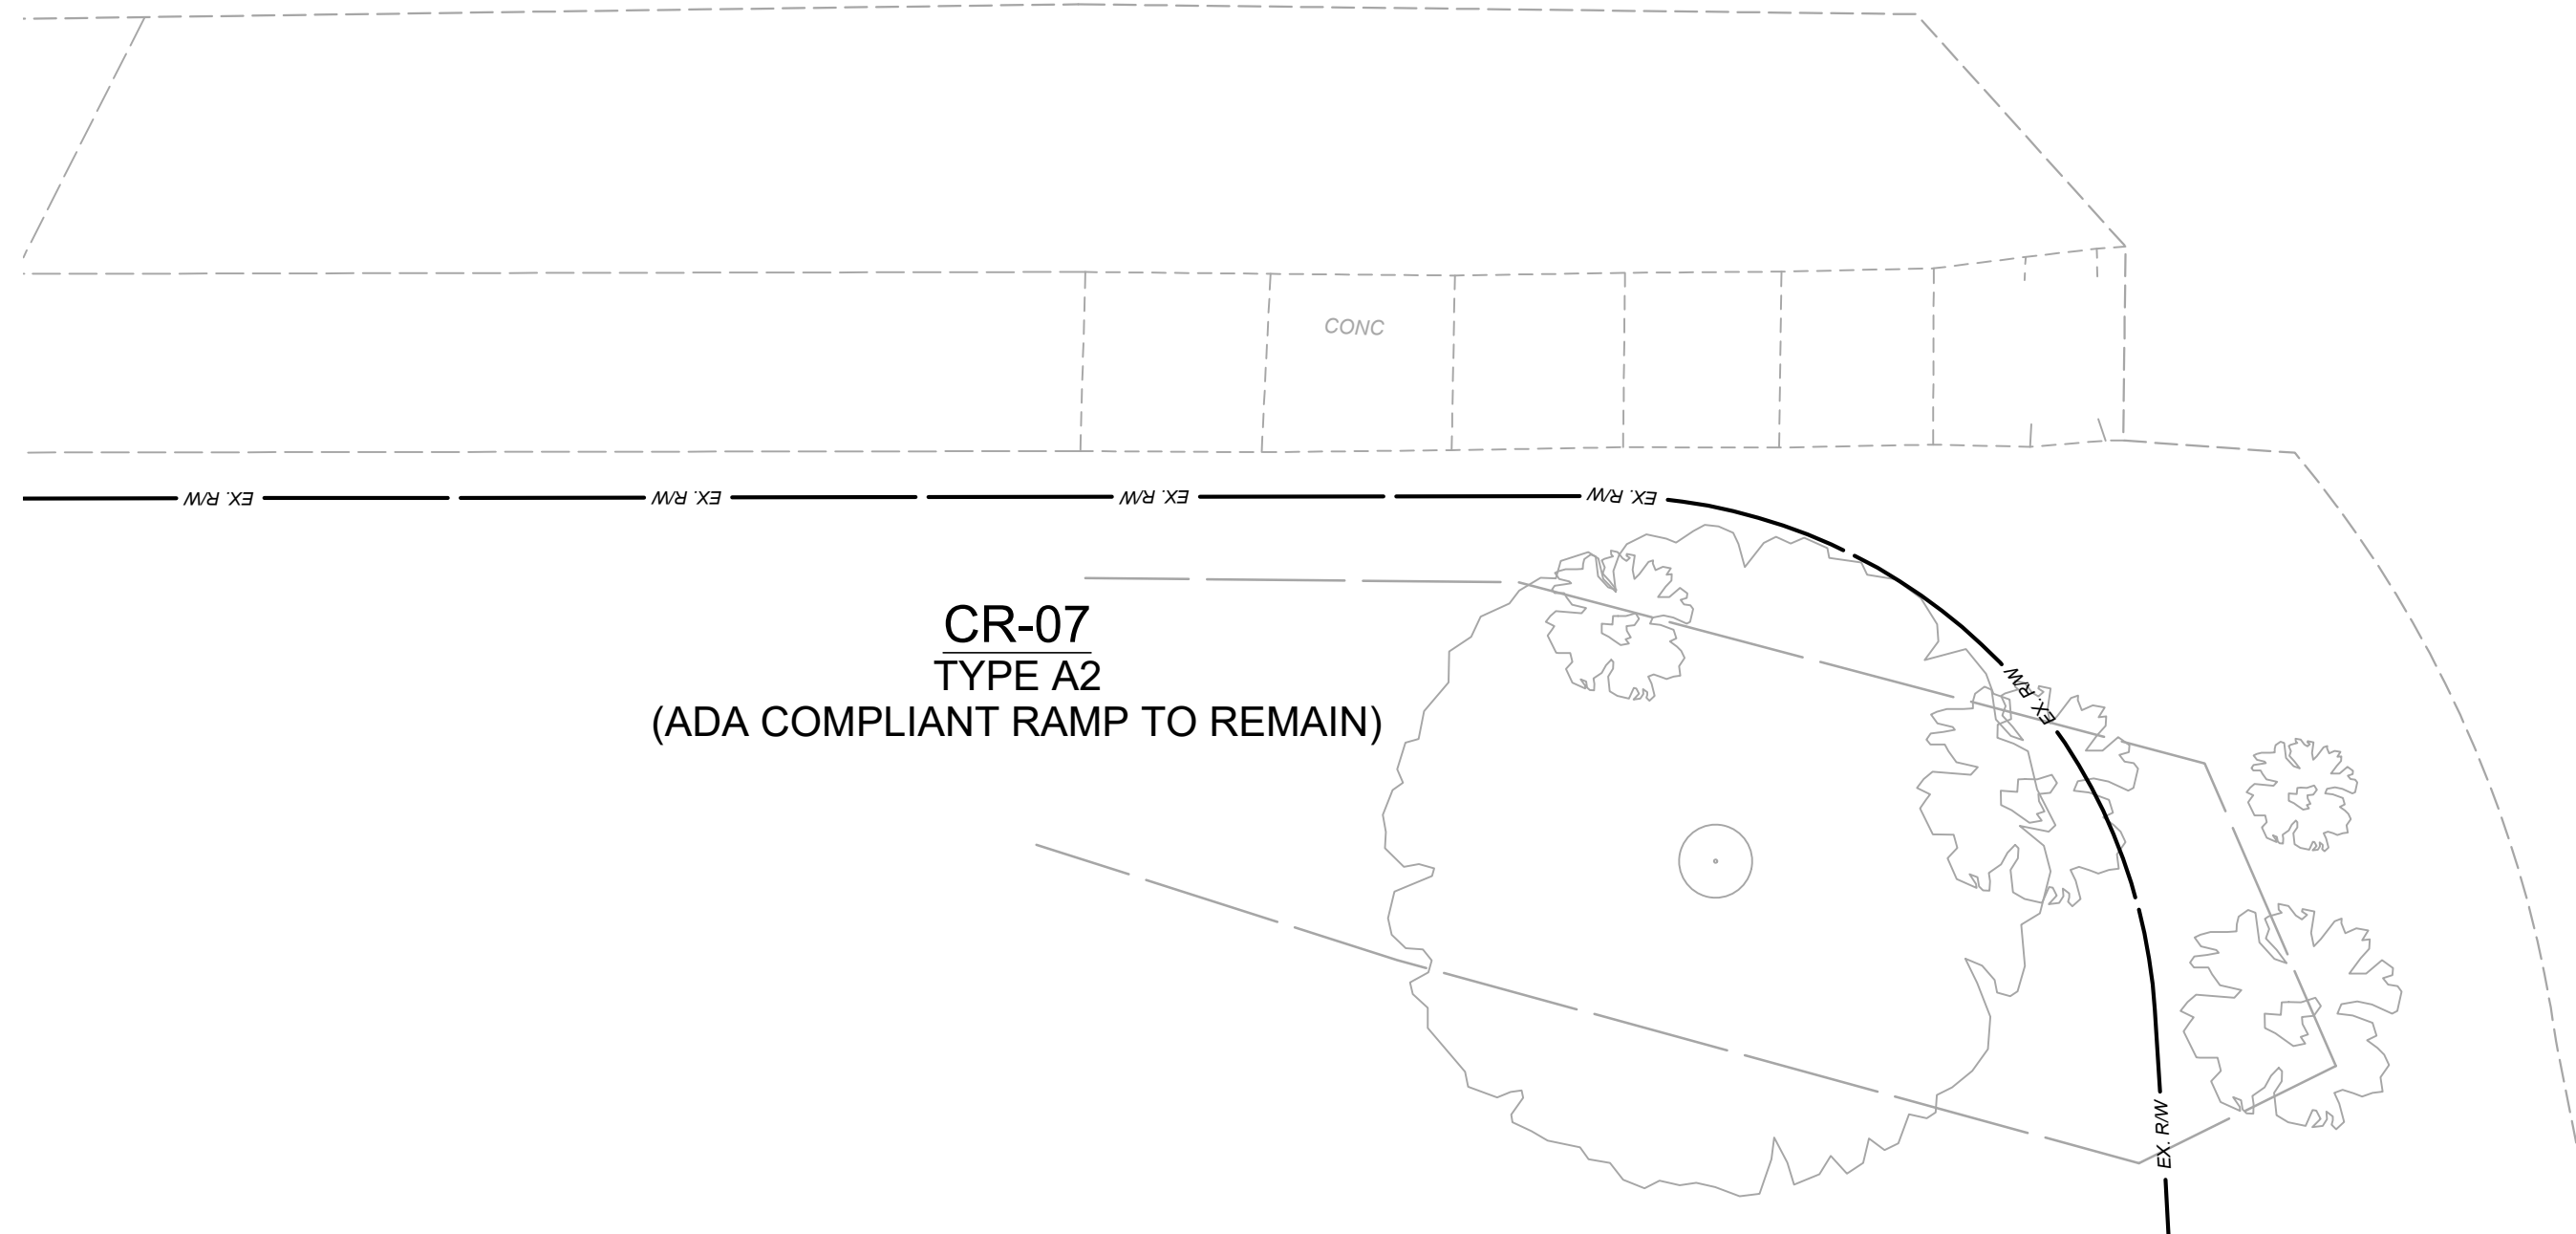 CONC
EX. R/W
EX. R/W
EX. R/W
EX. R/W
CR-07
TYPE A2
(ADA COMPLIANT RAMP TO REMAIN)
EX. R/W
EX. R/W